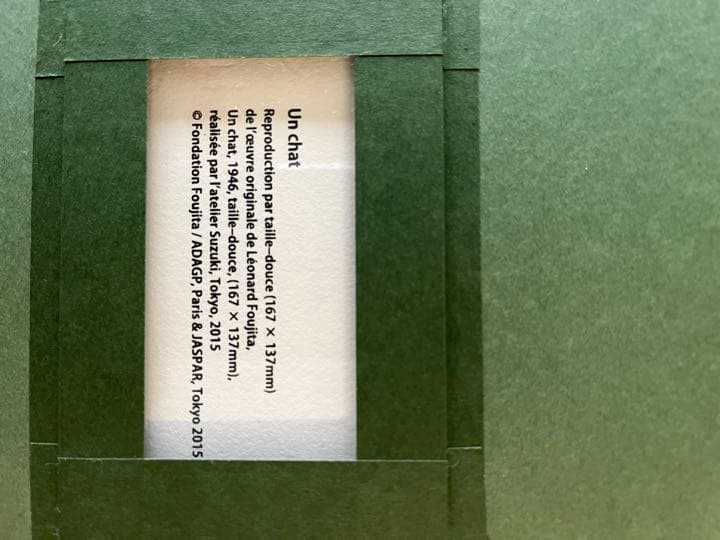 Un chat
Reproduction par taille–douce (167 × 137mm)
de l'œuvre originale de Léonard Foujita,
Un chat, 1946, taille–douce, (167 × 137mm),
réalisée par l'atelier Suzuki, Tokyo, 2015
© Fondation Foujita / ADAGP, Paris & JASPAR, Tokyo 2015